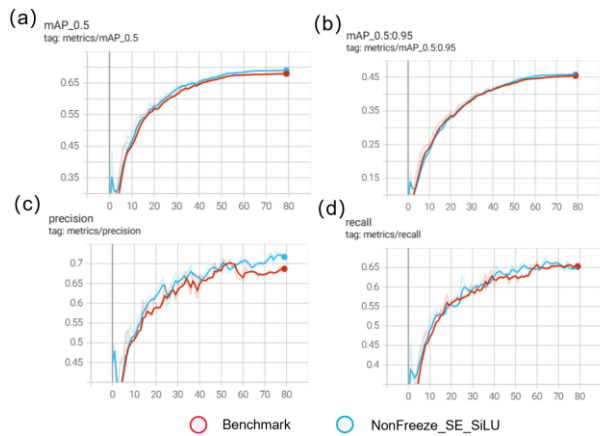 (a)
mAP_0.5
tag: metrics/mAP_0.5
0.65
0.55
0.45
0.35
0 10 20 30 40 50 60 70 80
(b)
mAP_0.5:0.95
tag: metrics/mAP_0.5:0.95
0.45
0.35
0.25
0.15
0 10 20 30 40 50 60 70 80
(c)
precision
tag: metrics/precision
0.7
0.65
0.6
0.55
0.5
0.45
0 10 20 30 40 50 60 70 80
(d)
recall
tag: metrics/recall
0.65
0.6
0.55
0.5
0.45
0.4
0.35
0 10 20 30 40 50 60 70 80
Benchmark
NonFreeze_SE_SiLU